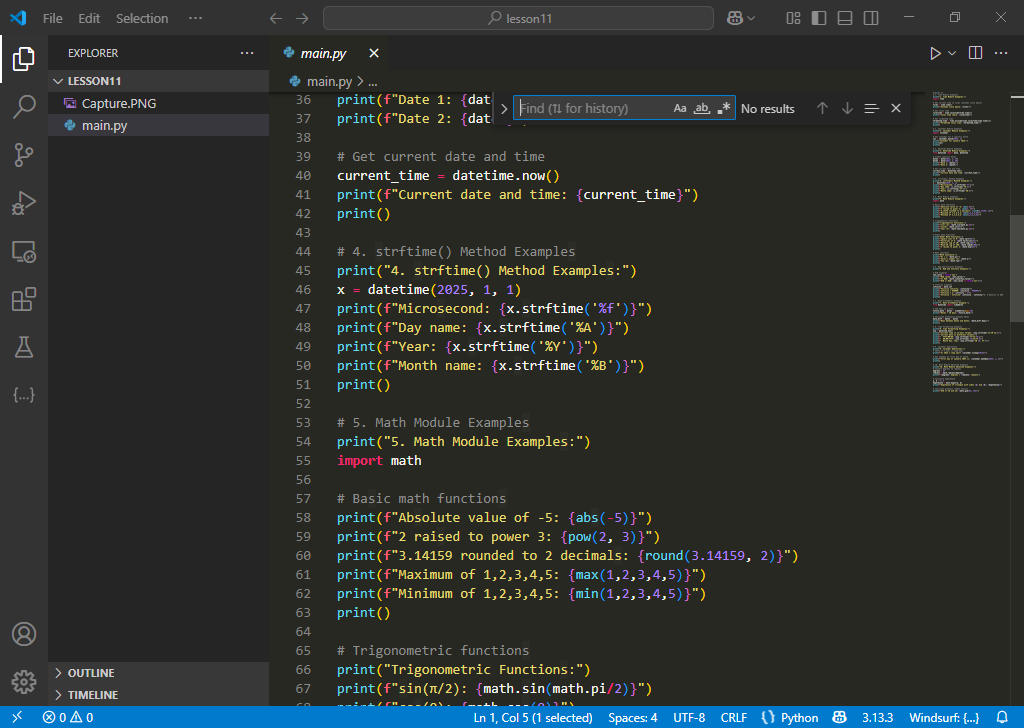 File Edit Selection ···
lesson11
EXPLORER
main.py
LESSON11
main.py > ...
Capture.PNG
main.py
Find (⇅ for history)
Aa ab .*
No results
36 print(f"Date 1: {dat
37 print(f"Date 2: {dat
38
39 # Get current date and time
40 current_time = datetime.now()
41 print(f"Current date and time: {current_time}")
42 print()
43
44 # 4. strftime() Method Examples
45 print("4. strftime() Method Examples:")
46 x = datetime(2025, 1, 1)
47 print(f"Microsecond: {x.strftime('%f')}")
48 print(f"Day name: {x.strftime('%A')}")
49 print(f"Year: {x.strftime('%Y')}")
50 print(f"Month name: {x.strftime('%B')}")
51 print()
52
53 # 5. Math Module Examples
54 print("5. Math Module Examples:")
55 import math
56
57 # Basic math functions
58 print(f"Absolute value of -5: {abs(-5)}")
59 print(f"2 raised to power 3: {pow(2, 3)}")
60 print(f"3.14159 rounded to 2 decimals: {round(3.14159, 2)}")
61 print(f"Maximum of 1,2,3,4,5: {max(1,2,3,4,5)}")
62 print(f"Minimum of 1,2,3,4,5: {min(1,2,3,4,5)}")
63 print()
64
65 # Trigonometric functions
66 print("Trigonometric Functions:")
67 print(f"sin(π/2): {math.sin(math.pi/2)}")
OUTLINE
TIMELINE
0 0
Ln 1, Col 5 (1 selected) Spaces: 4 UTF-8 CRLF {} Python 3.13.3 Windsurf: {...}